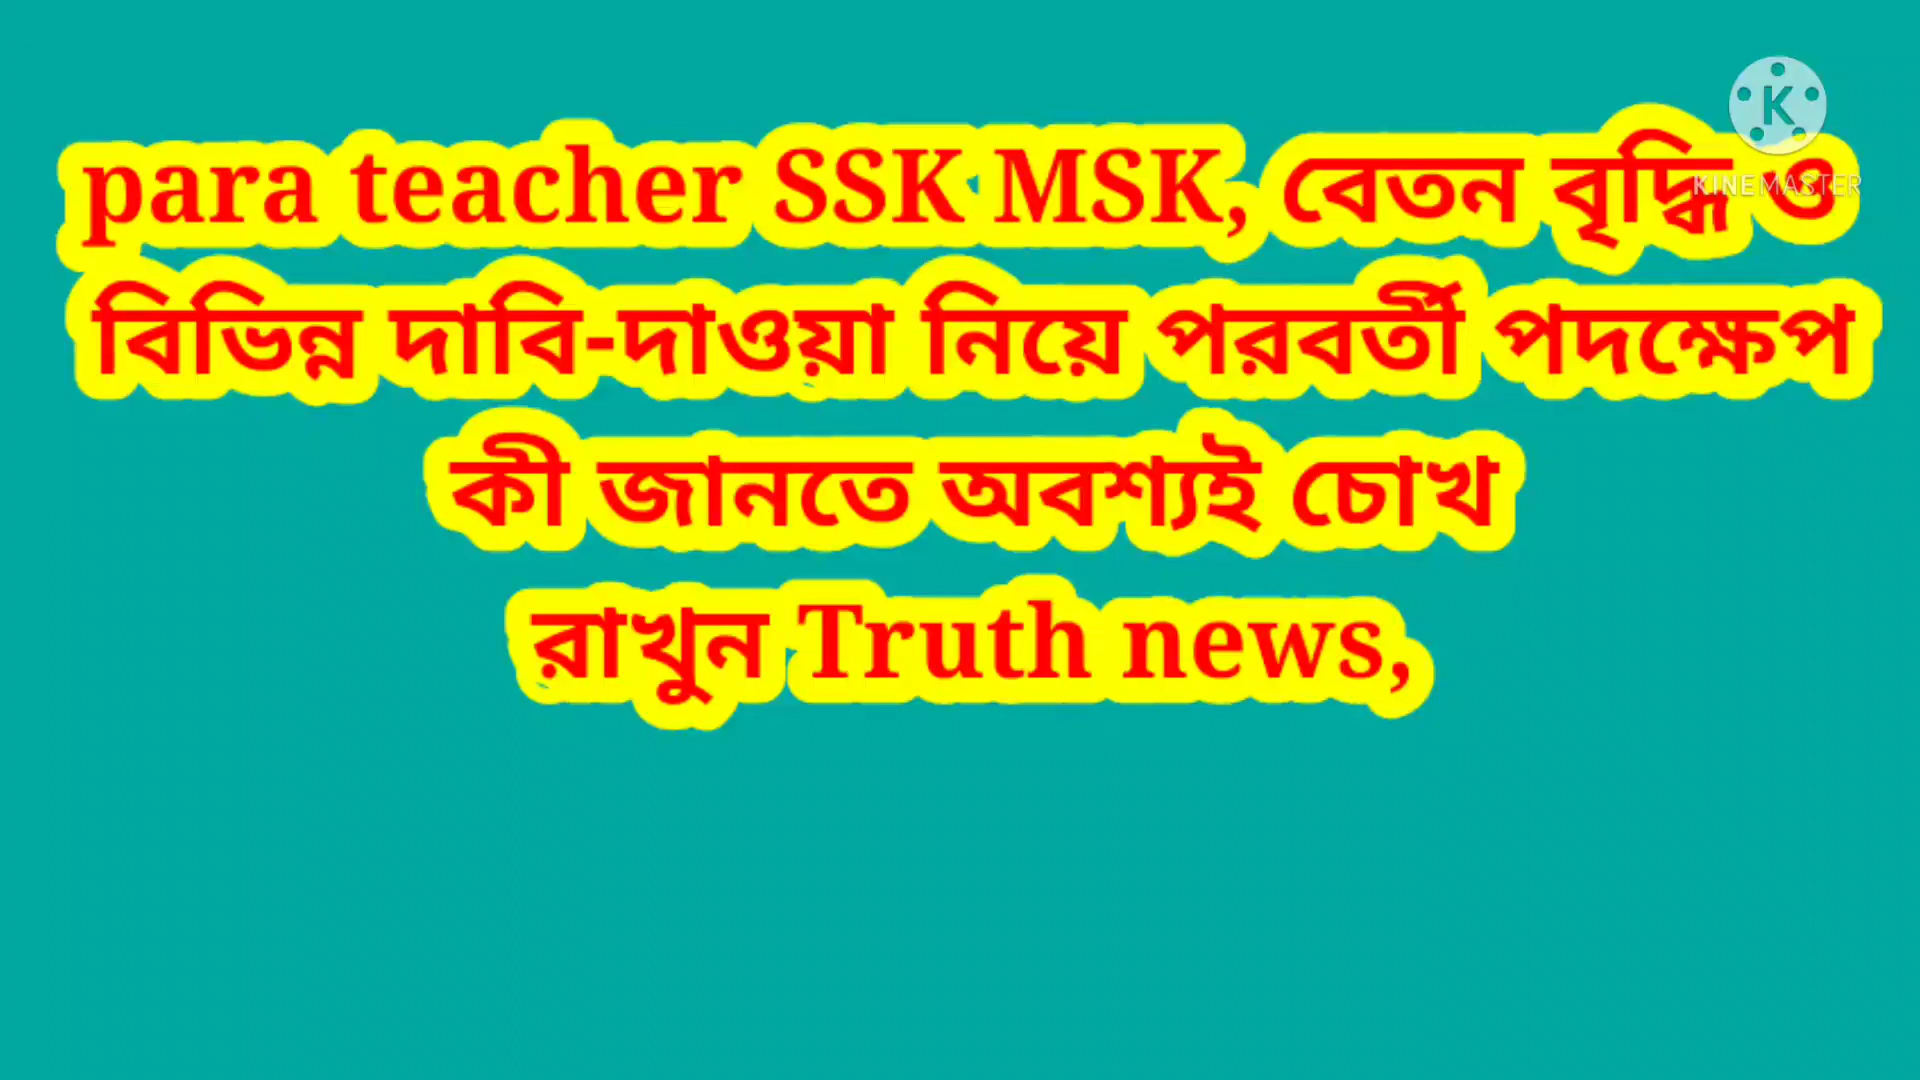 para teacher SSK MSK, বেতন বৃদ্ধি ও
বিভিন্ন দাবি-দাওয়া নিয়ে পরবর্তী পদক্ষেপ
কী জানতে অবশ্যই চোখ
রাখুন Truth news,
K
KINEMASTER